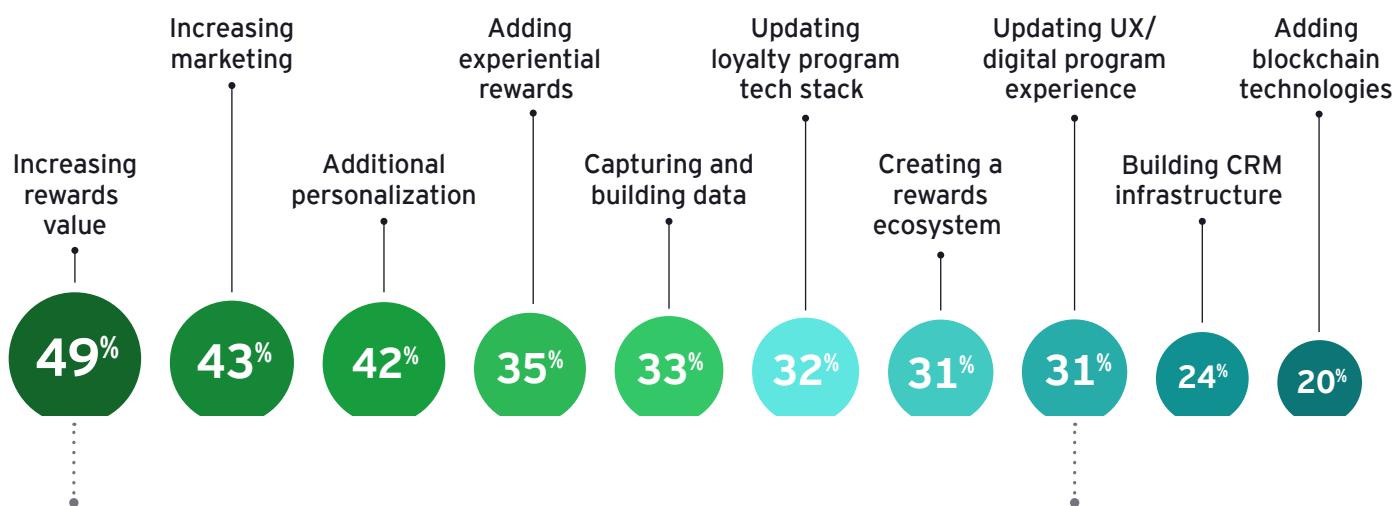 Increasing
rewards
value
49%
Increasing
marketing
43%
Additional
personalization
42%
Adding
experiential
rewards
35%
Capturing and
building data
33%
Updating
loyalty program
tech stack
32%
Creating a
rewards
ecosystem
31%
Updating UX/
digital program
experience
31%
Building CRM
infrastructure
24%
Adding
blockchain
technologies
20%